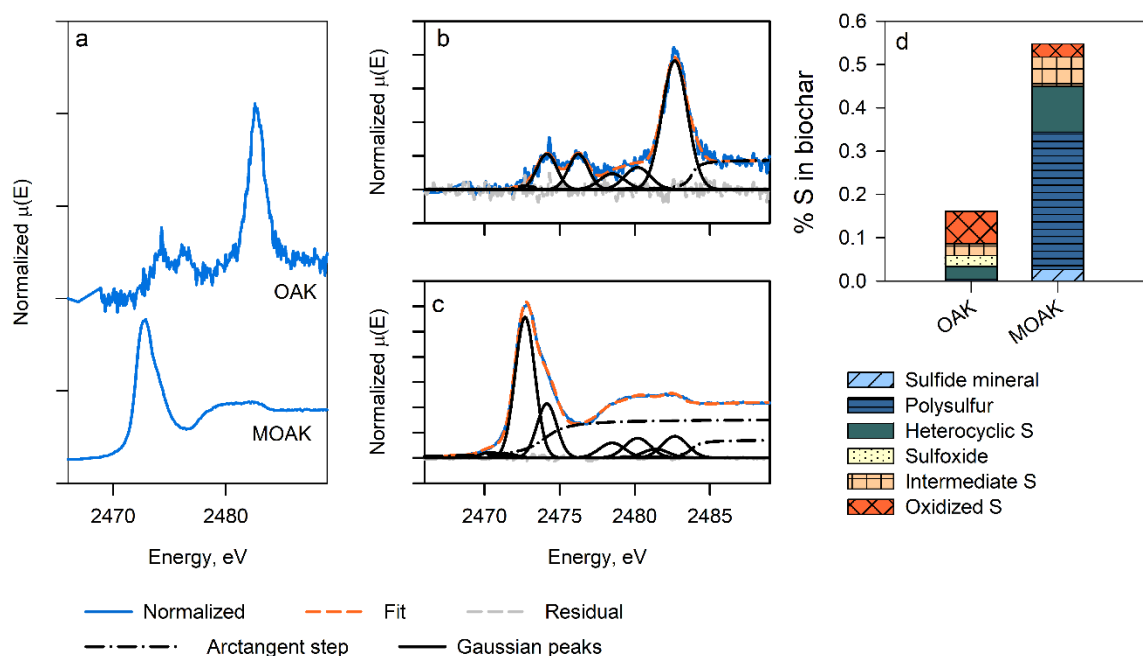 a
Normalized μ(E)
OAK
MOAK
2470 2480
Energy, eV
b
Normalized μ(E)
c
Normalized μ(E)
2470 2475 2480 2485
Energy, eV
d
% S in biochar
0.6
0.5
0.4
0.3
0.2
0.1
0.0
OAK
MOAK
Sulfide mineral
Polysulfur
Heterocyclic S
Sulfoxide
Intermediate S
Oxidized S
Normalized Fit Residual
Arctangent step Gaussian peaks